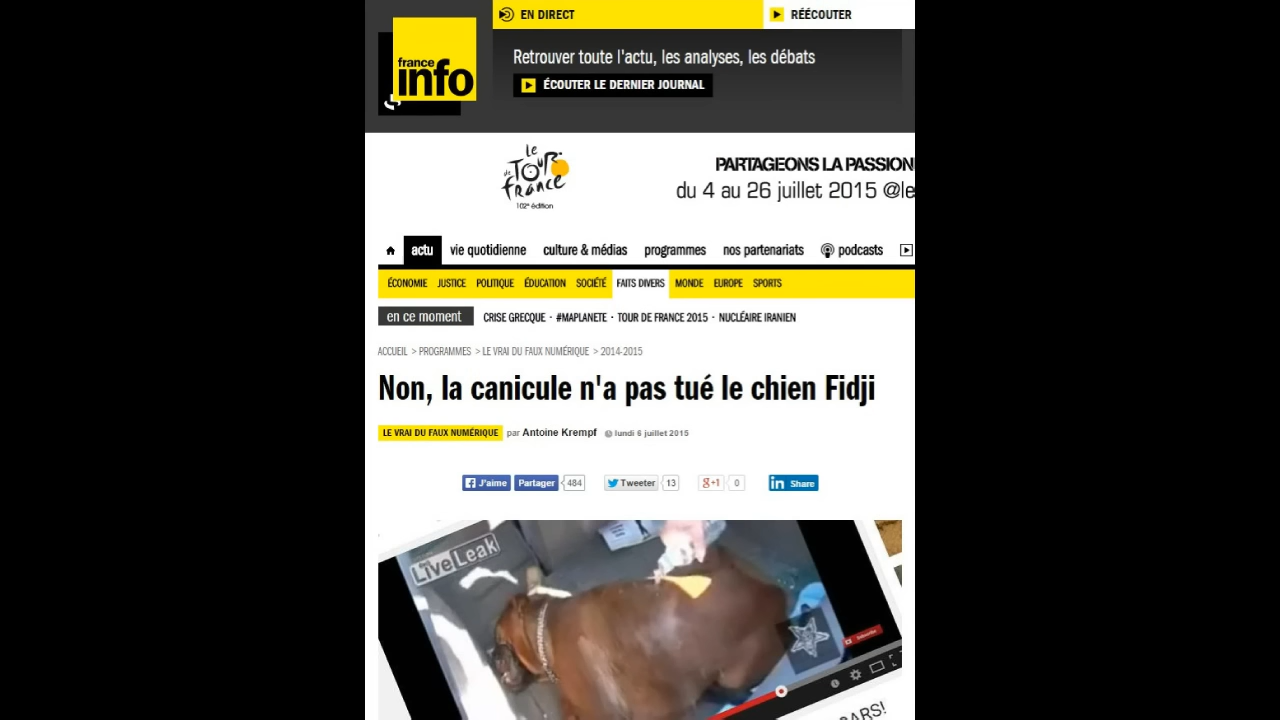 EN DIRECT
RÉÉCOUTER
france
info
Retrouver toute l'actu, les analyses, les débats
ÉCOUTER LE DERNIER JOURNAL
Le
TOUR
de
france
102e édition
PARTAGEONS LA PASSION
du 4 au 26 juillet 2015 @le
actu vie quotidienne culture & médias programmes nos partenariats podcasts
ÉCONOMIE JUSTICE POLITIQUE ÉDUCATION SOCIÉTÉ FAITS DIVERS MONDE EUROPE SPORTS
en ce moment CRISE GRECQUE · #MAPLANETE · TOUR DE FRANCE 2015 · NUCLÉAIRE IRANIEN
ACCUEIL > PROGRAMMES > LE VRAI DU FAUX NUMÉRIQUE > 2014-2015
Non, la canicule n'a pas tué le chien Fidji
LE VRAI DU FAUX NUMÉRIQUE par Antoine Krempf lundi 6 juillet 2015
J'aime Partager 484 Tweeter 13 g+1 0 in Share
LiveLeak